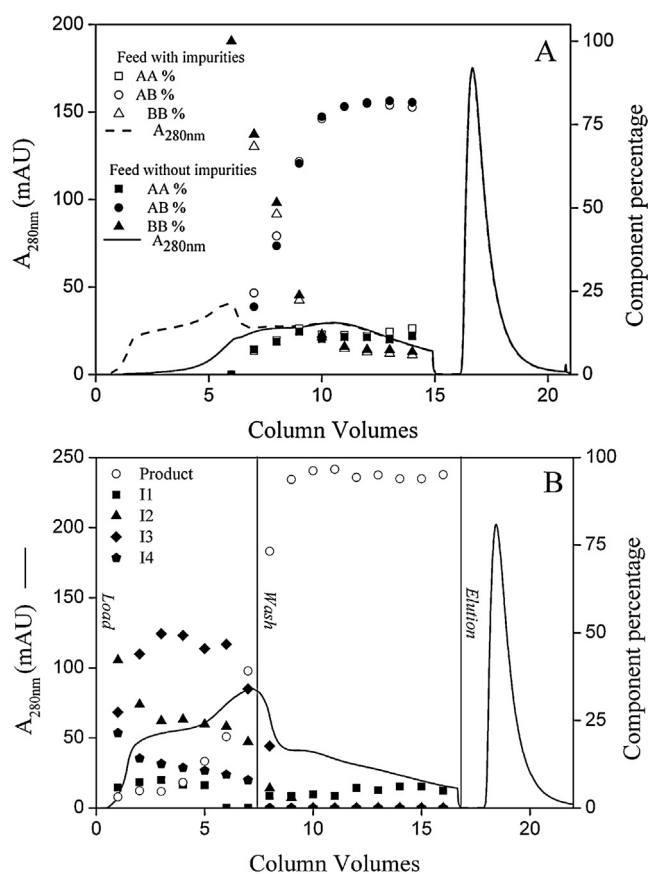 A
Feed with impurities
AA %
AB %
BB %
A280nm
Feed without impurities
AA %
AB %
BB %
A280nm
200
150
100
50
0
A280nm (mAU)
100
75
50
25
0
Component percentage
0 5 10 15 20
Column Volumes
B
Product
I1
I2
I3
I4
Load
Wash
Elution
250
200
150
100
50
0
A280nm (mAU)
100
75
50
25
0
Component percentage
0 5 10 15 20
Column Volumes